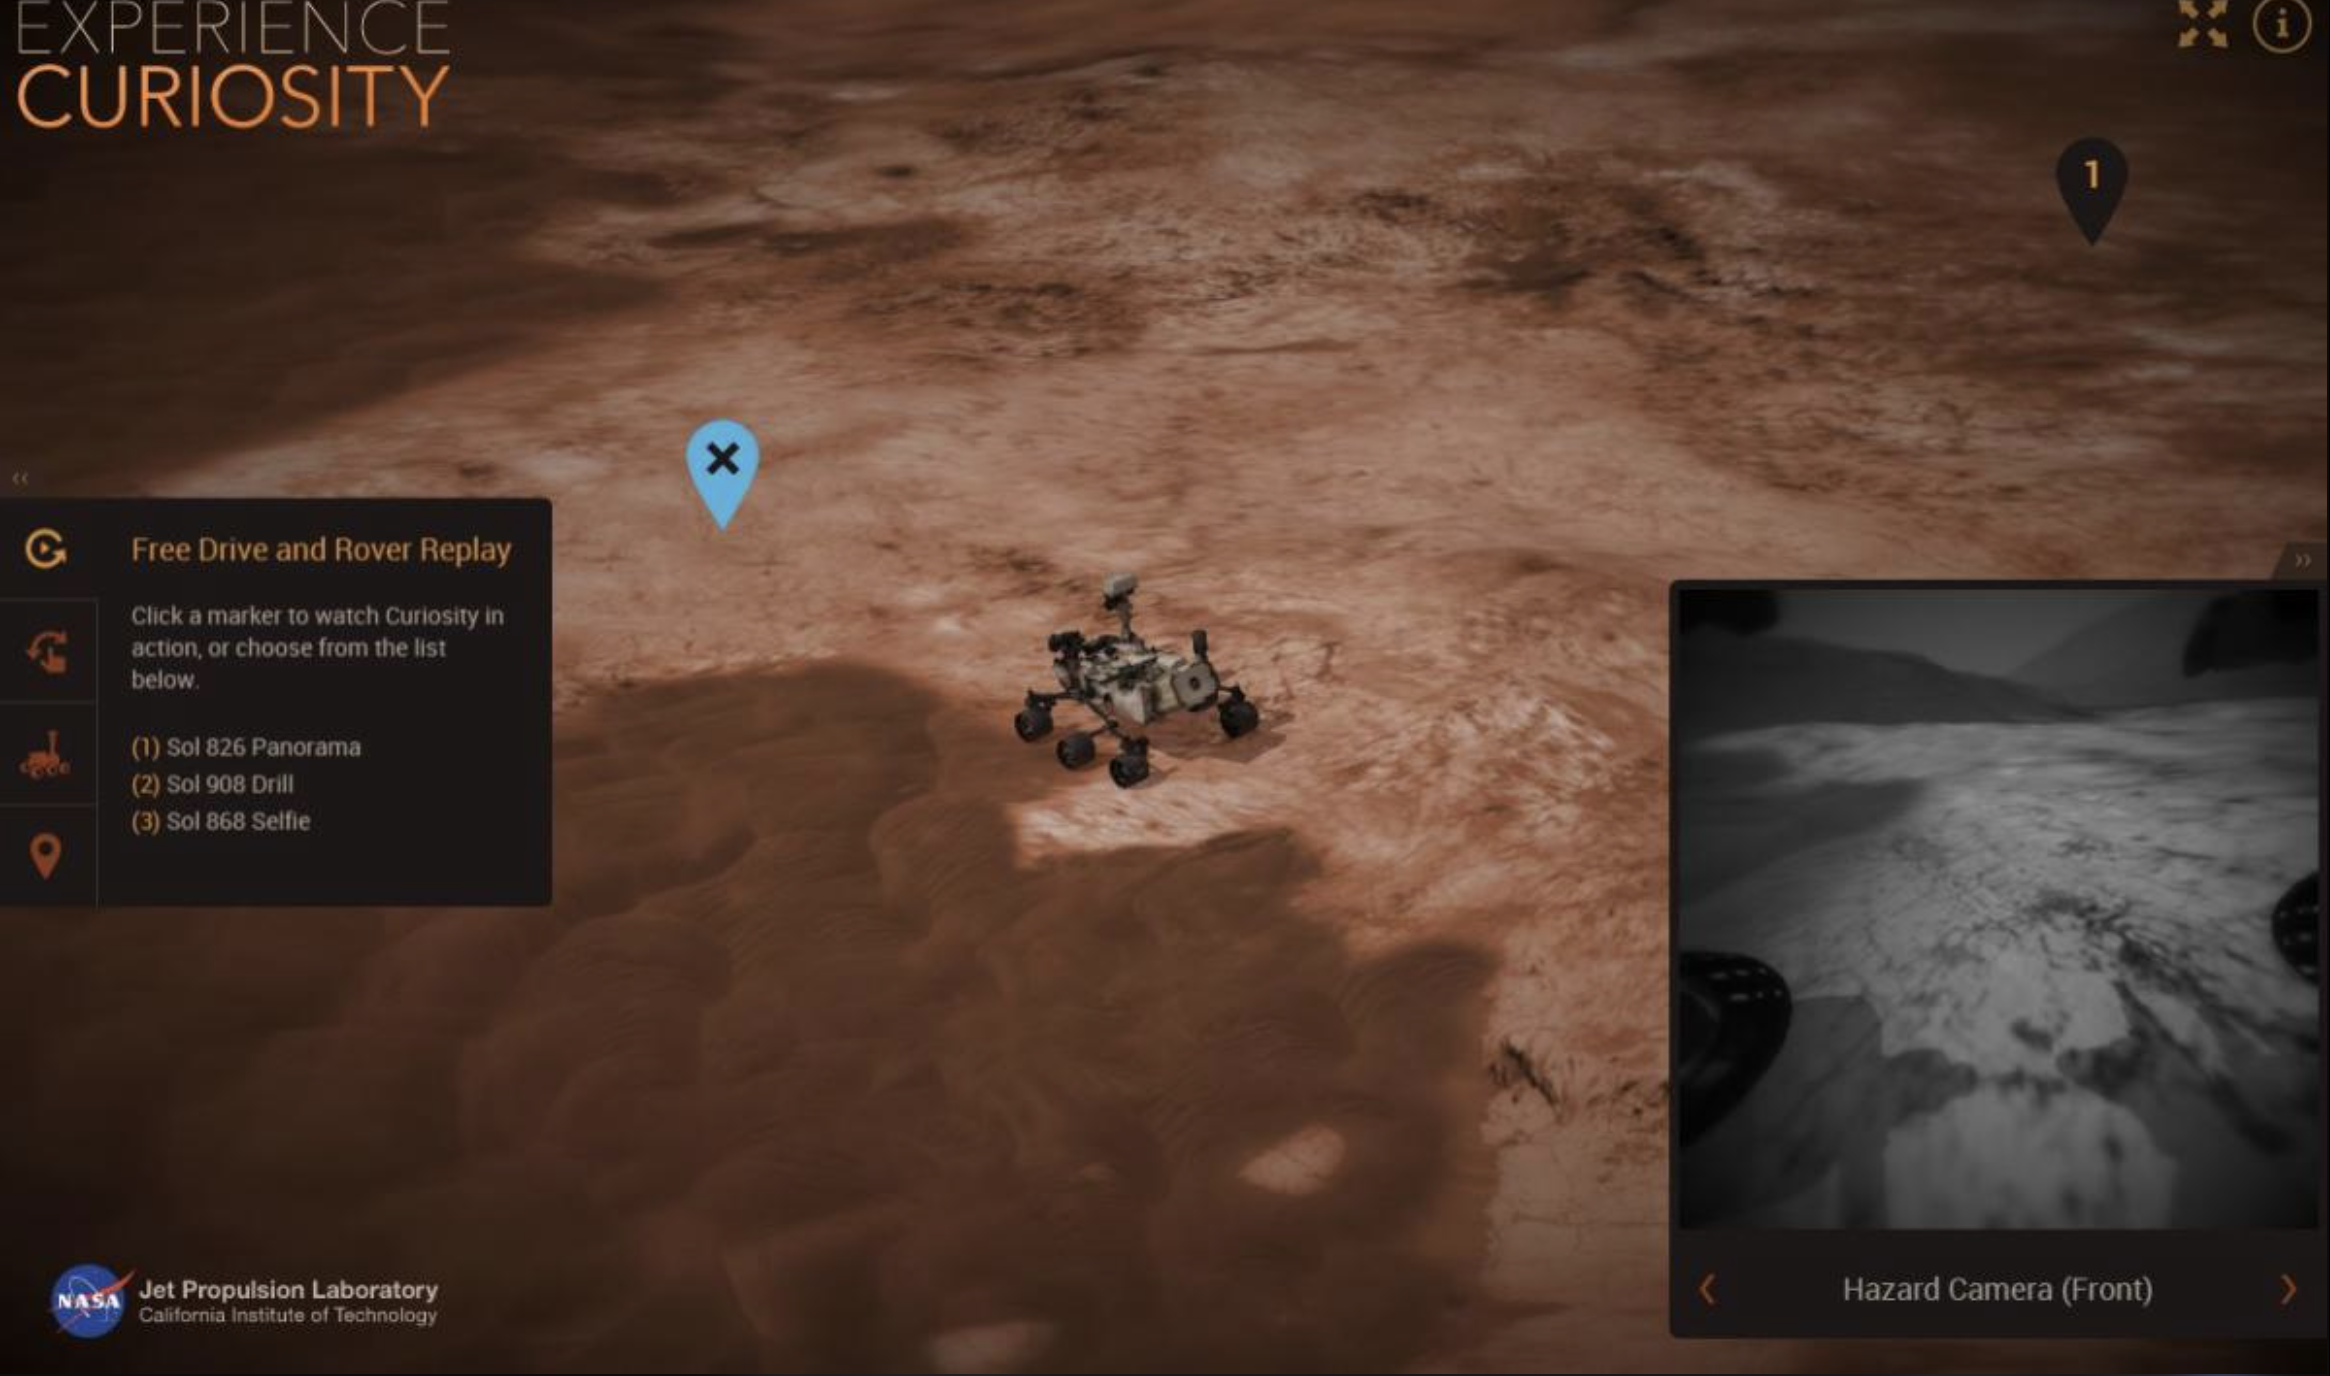 EXPERIENCE
CURIOSITY
i
1
Free Drive and Rover Replay
Click a marker to watch Curiosity in
action, or choose from the list
below.
(1) Sol 826 Panorama
(2) Sol 908 Drill
(3) Sol 868 Selfie
NASA
Jet Propulsion Laboratory
California Institute of Technology
Hazard Camera (Front)